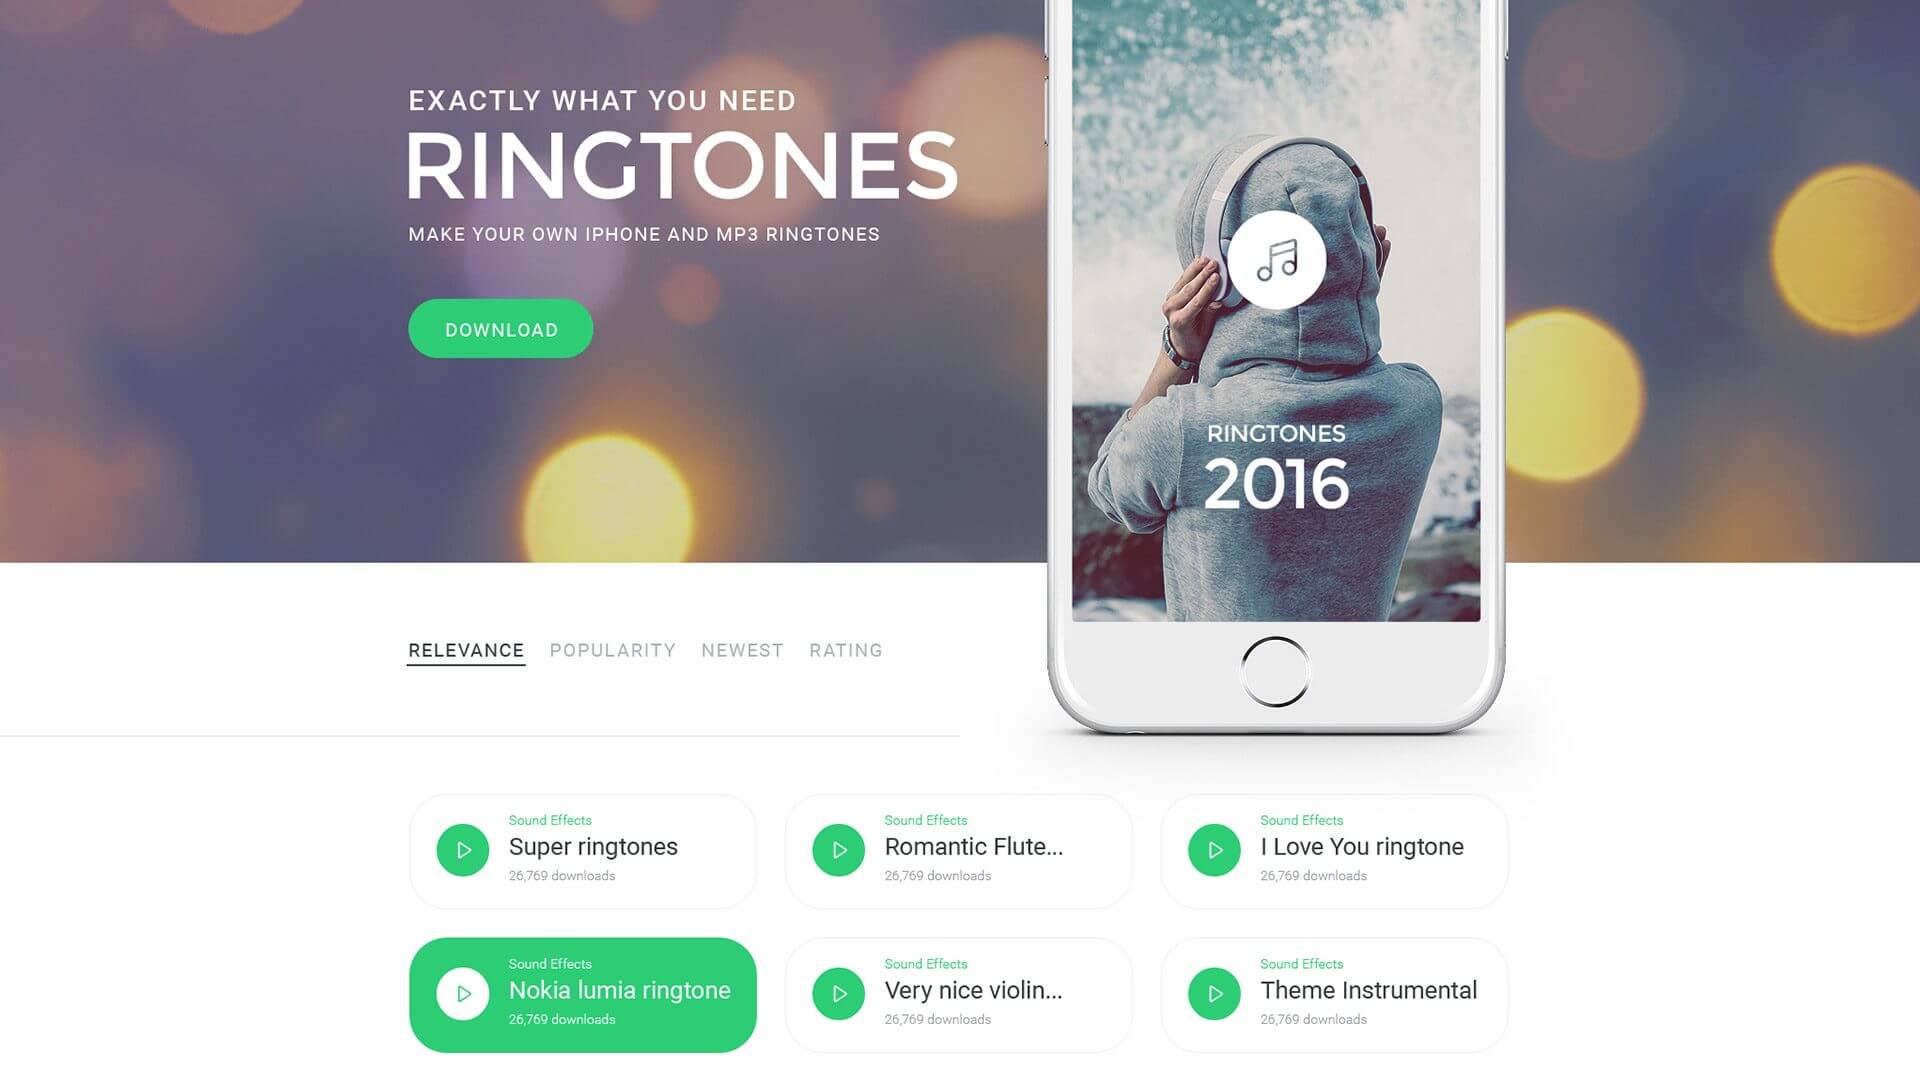 EXACTLY WHAT YOU NEED
RINGTONES
MAKE YOUR OWN IPHONE AND MP3 RINGTONES
DOWNLOAD
RINGTONES
2016
RELEVANCE
POPULARITY
NEWEST
RATING
Sound Effects
Super ringtones
26,769 downloads
Sound Effects
Romantic Flute...
26,769 downloads
Sound Effects
I Love You ringtone
26,769 downloads
Sound Effects
Nokia lumia ringtone
26,769 downloads
Sound Effects
Very nice violin...
26,769 downloads
Sound Effects
Theme Instrumental
26,769 downloads